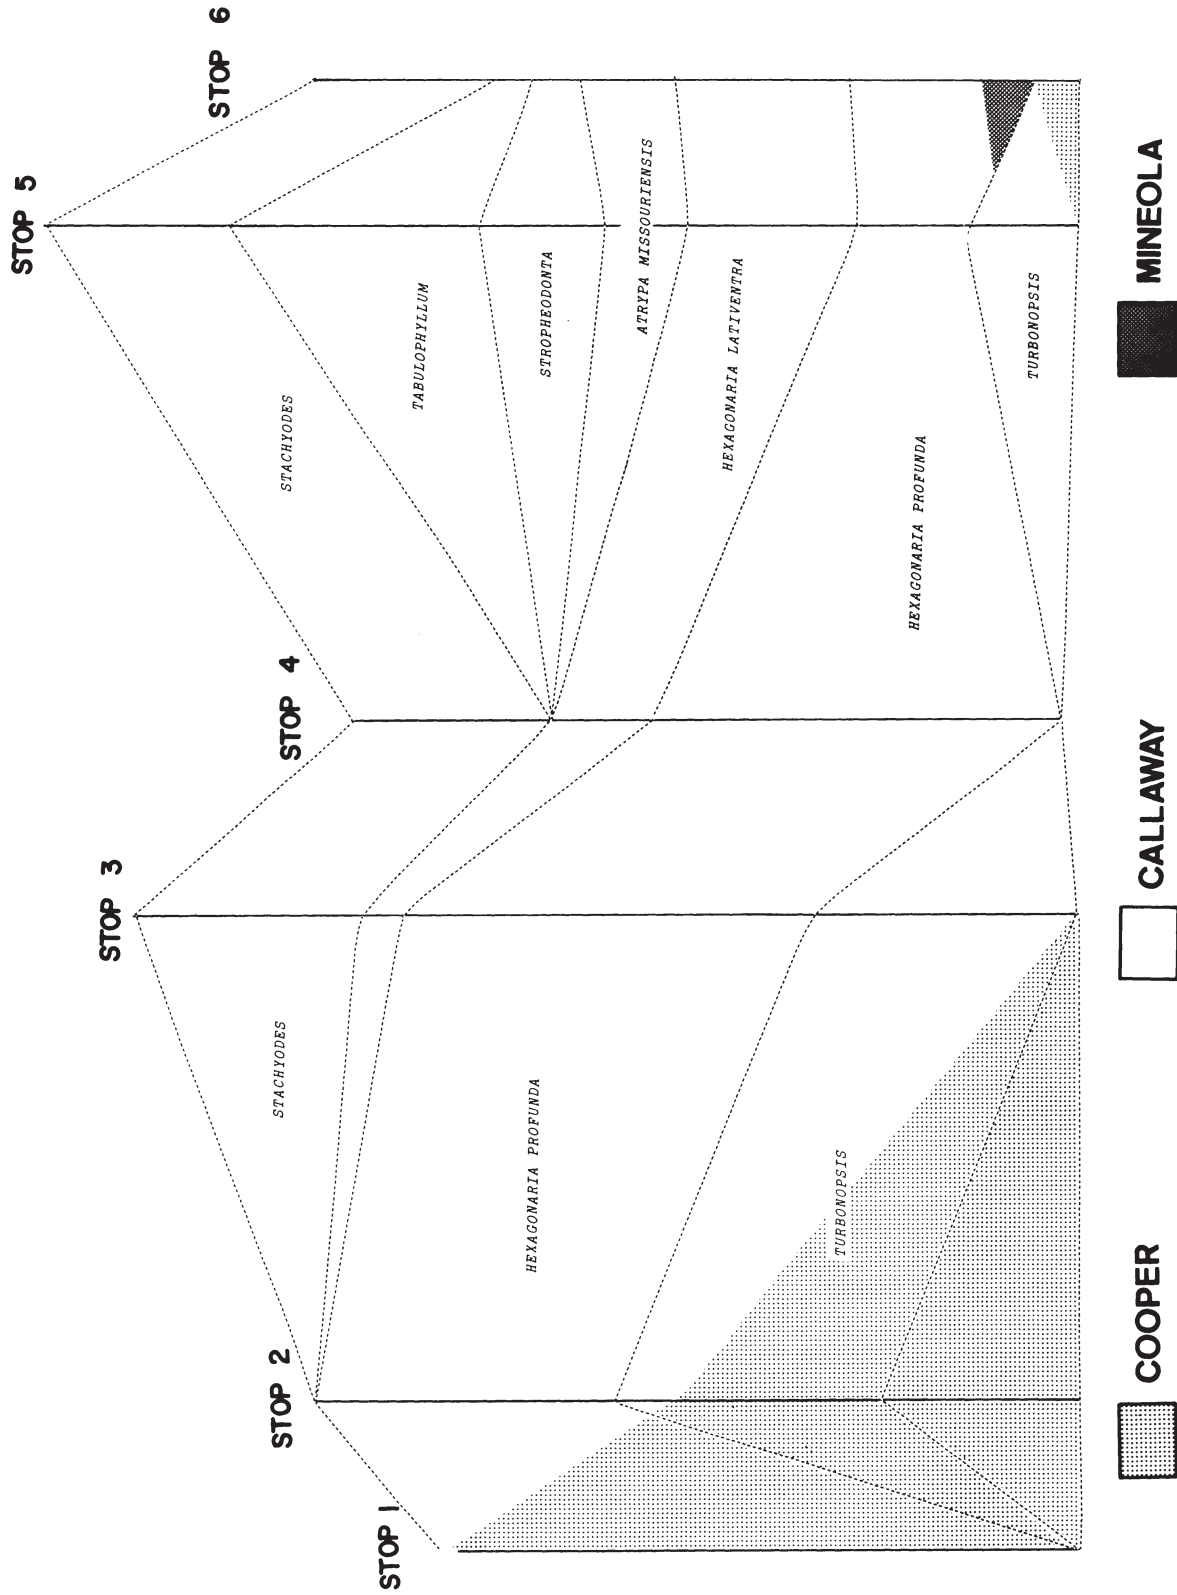 STOP 1
STOP 2
STOP 3
STOP 4
STOP 5
STOP 6
STACHYODES
HEXAGONARIA PROFUNDA
TURBONOPSIS
STACHYODES
TABULOPHYLLUM
STROPHEODONTA
ATRYPA MISSOURIENSIS
HEXAGONARIA LATIVENTRA
HEXAGONARIA PROFUNDA
TURBONOPSIS
COOPER
CALLAWAY
MINEOLA